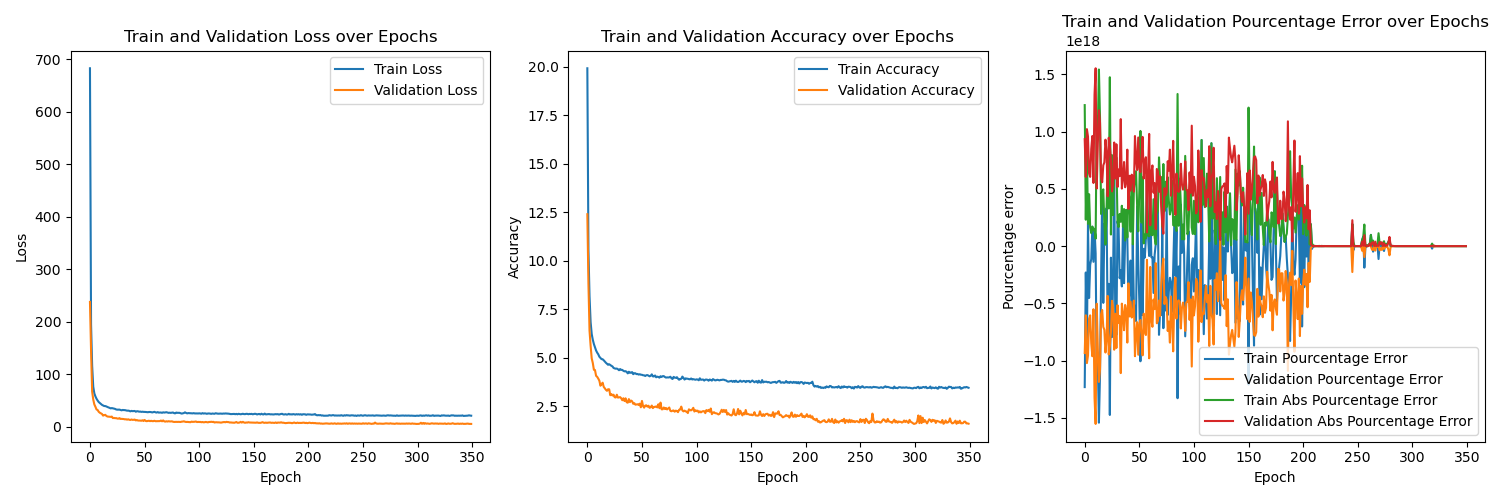 Train and Validation Loss over Epochs
Loss
700
600
500
400
300
200
100
0
Train Loss
Validation Loss
0 50 100 150 200 250 300 350
Epoch
Train and Validation Accuracy over Epochs
Accuracy
20.0
17.5
15.0
12.5
10.0
7.5
5.0
2.5
Train Accuracy
Validation Accuracy
0 50 100 150 200 250 300 350
Epoch
Train and Validation Pourcentage Error over Epochs
1e18
Pourcentage error
1.5
1.0
0.5
0.0
−0.5
−1.0
−1.5
Train Pourcentage Error
Validation Pourcentage Error
Train Abs Pourcentage Error
Validation Abs Pourcentage Error
0 50 100 150 200 250 300 350
Epoch